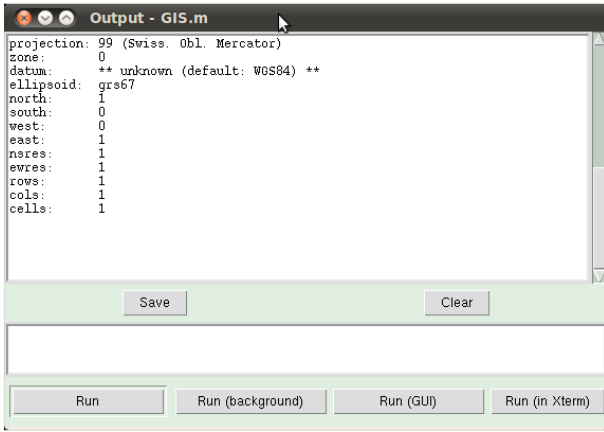 Output - GIS.m
projection: 99 (Swiss. Obl. Mercator)
zone: 0
datum: ** unknown (default: WGS84) **
ellipsoid: grs67
north: 1
south: 0
west: 0
east: 1
nsres: 1
ewres: 1
rows: 1
cols: 1
cells: 1
Save Clear
Run Run (background) Run (GUI) Run (in Xterm)